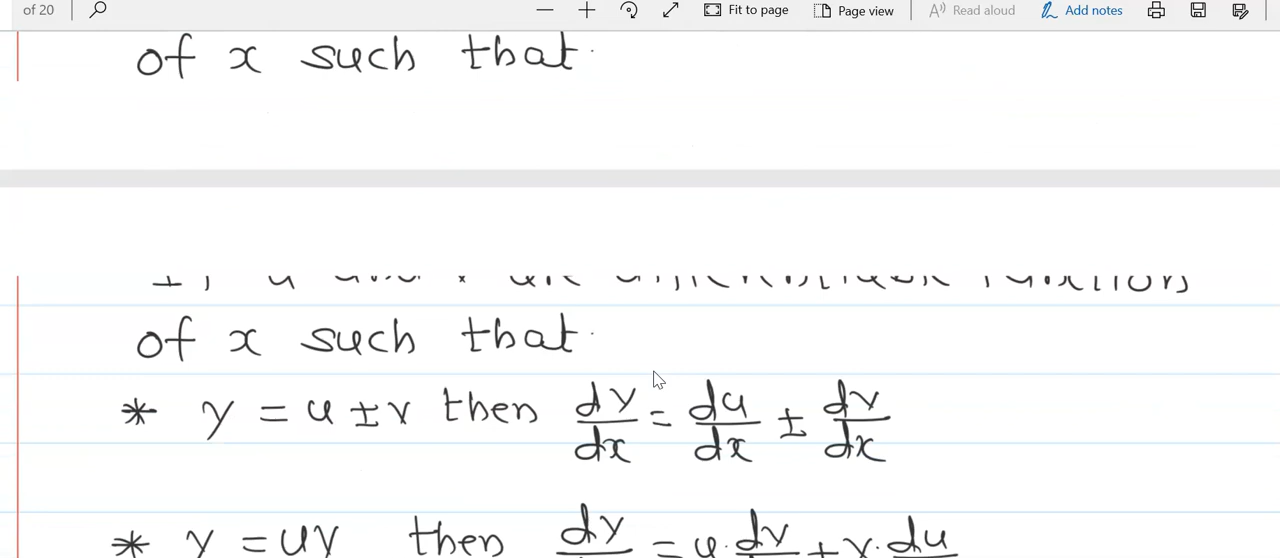 of 20 Fit to page Page view Read aloud Add notes
of x such that
of x such that
* y = u ± v then dy/dx = du/dx ± dv/dx
* y = uv then dy = u. dv + v. du